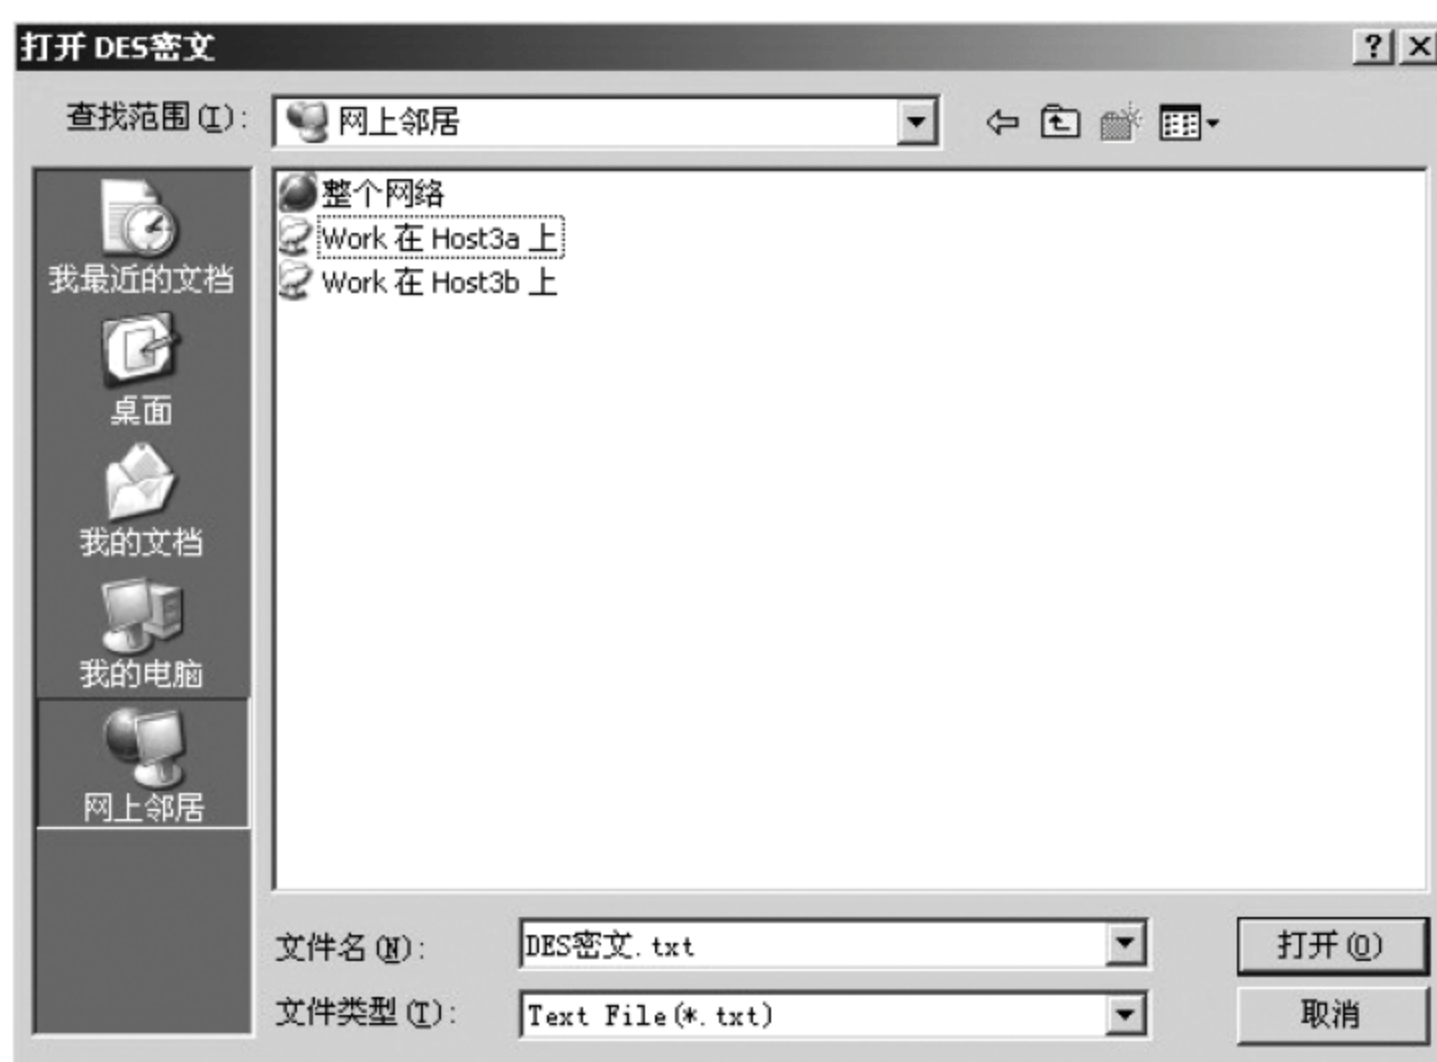 打开 DES密文
查找范围(I):
网上邻居
我最近的文档
桌面
我的文档
我的电脑
网上邻居
整个网络
Work 在 Host3a 上
Work 在 Host3b 上
文件名(N):
DES密文.txt
打开(O)
文件类型(T):
Text File(*.txt)
取消